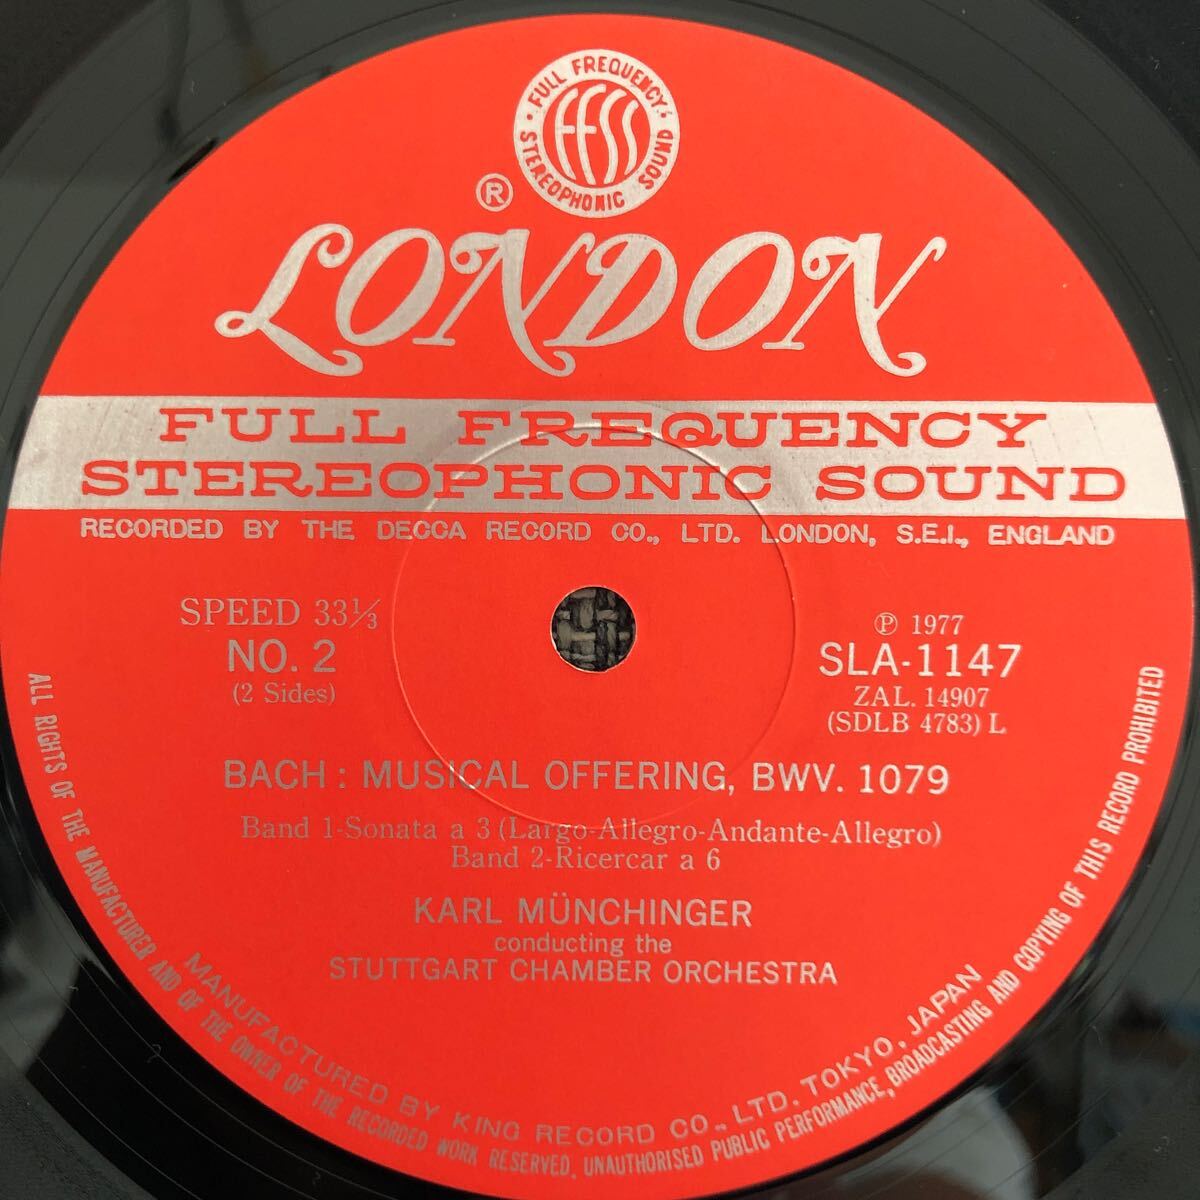 FULL FREQUENCY
FFSS
STEREOPHONIC SOUND
®
LONDON
FULL FREQUENCY
STEREOPHONIC SOUND
RECORDED BY THE DECCA RECORD CO., LTD. LONDON, S.E.I., ENGLAND
SPEED 33⅓
NO. 2
(2 Sides)
℗ 1977
SLA-1147
ZAL. 14907
(SDLB 4783) L
BACH : MUSICAL OFFERING, BWV. 1079
Band 1-Sonata a 3 (Largo-Allegro-Andante-Allegro)
Band 2-Ricercar a 6
KARL MÜNCHINGER
conducting the
STUTTGART CHAMBER ORCHESTRA
MANUFACTURED BY KING RECORD CO., LTD. TOKYO, JAPAN
ALL RIGHTS OF THE MANUFACTURER AND OF THE OWNER OF THE RECORDED WORK RESERVED. UNAUTHORISED PUBLIC PERFORMANCE, BROADCASTING AND COPYING OF THIS RECORD PROHIBITED